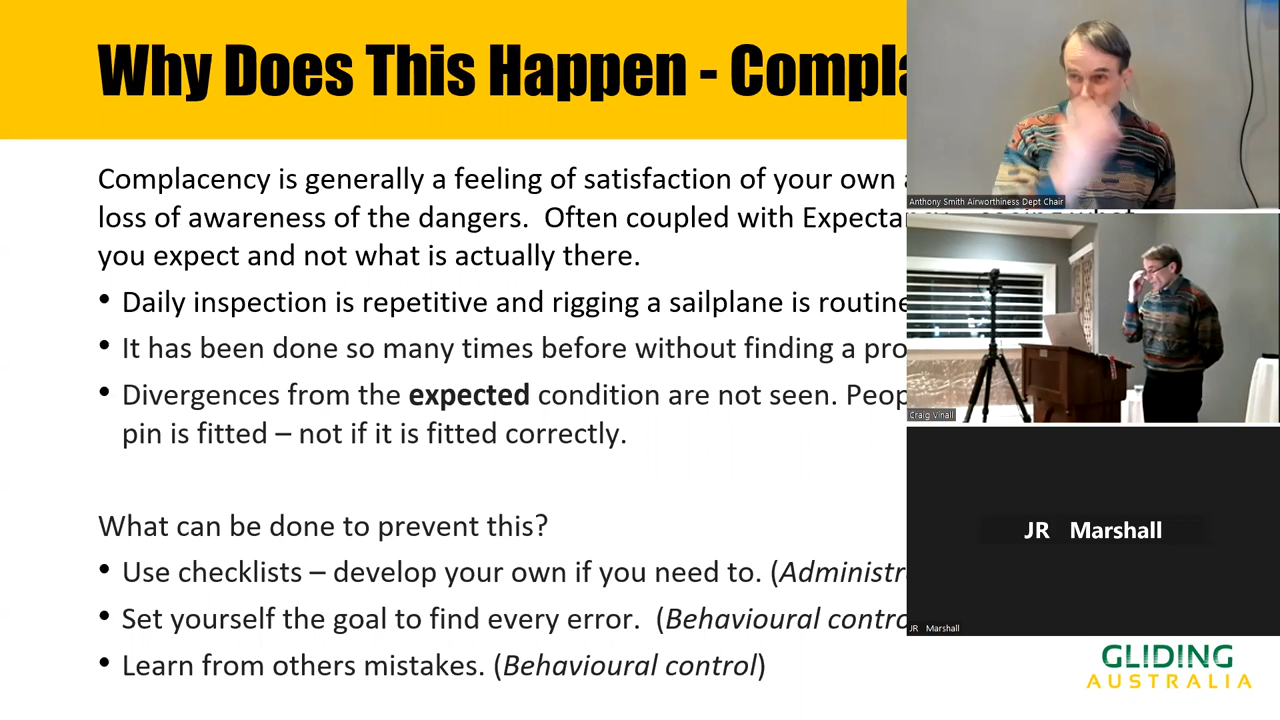 Why Does This Happen - Compla
Complacency is generally a feeling of satisfaction of your own
loss of awareness of the dangers. Often coupled with Expectancy – seeing what
you expect and not what is actually there.
• Daily inspection is repetitive and rigging a sailplane is routine
• It has been done so many times before without finding a pro
• Divergences from the expected condition are not seen. Peop
pin is fitted – not if it is fitted correctly.
What can be done to prevent this?
• Use checklists – develop your own if you need to. (Administr
• Set yourself the goal to find every error. (Behavioural contro
• Learn from others mistakes. (Behavioural control)
Anthony Smith Airworthiness Dept Chair
Craig Vinall
JR Marshall
JR Marshall
GLIDING
AUSTRALIA